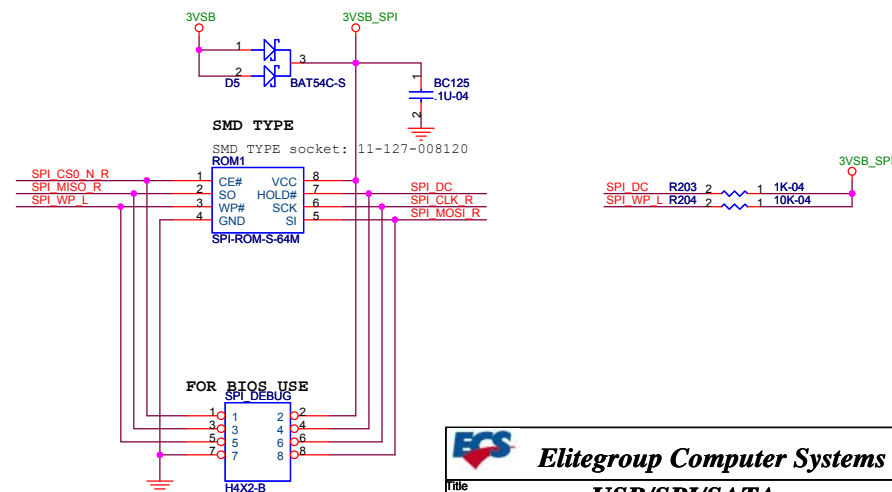 3VSB 3VSB_SPI
1 3
2
D5 BAT54C-S
1 BC125
.1U-04
2
SMD TYPE
SMD TYPE socket: 11-127-008120
ROM1
SPI_CS0_N_R 1 CE# VCC 8
SPI_MISO_R 2 SO HOLD# 7 SPI_DC
SPI_WP_L 3 WP# SCK 6 SPI_CLK_R
4 GND SI 5 SPI_MOSI_R
SPI-ROM-S-64M
3VSB_SPI
SPI_DC R203 2 1 1K-04
SPI_WP_L R204 2 1 10K-04
FOR BIOS USE
SPI_DEBUG
1 1 2 2
3 3 4 4
5 5 6 6
7 7 8 8
H4X2-B
ECS Elitegroup Computer Systems
Title
USB/SPI/SATA